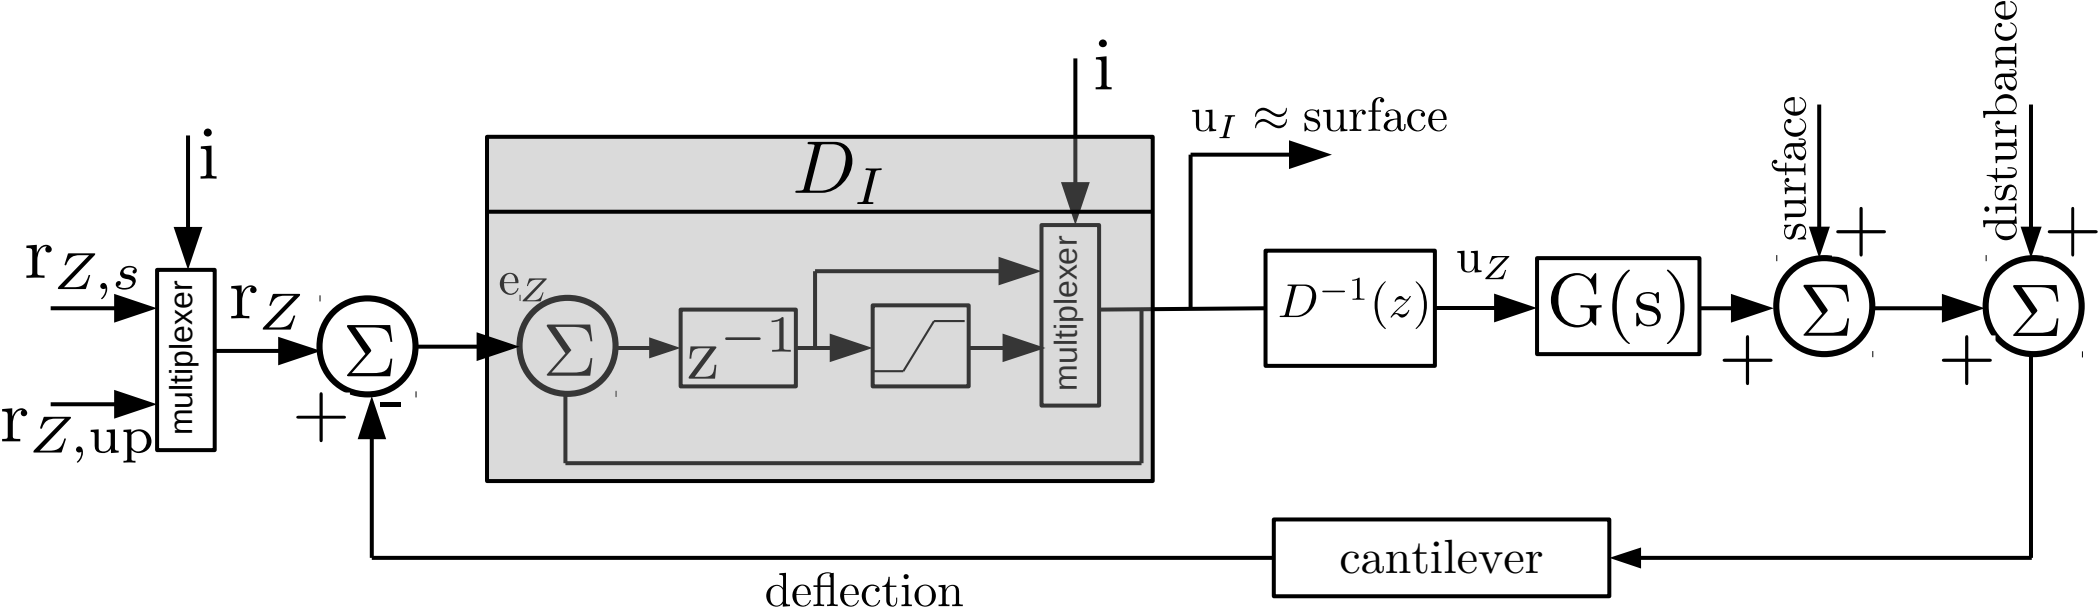 i
r_{Z,s}
multiplexer
r_{Z,up}
r_Z
Σ
+
-
D_I
e_Z
Σ
z^{-1}
i
multiplexer
u_I ≈ surface
D^{-1}(z)
u_Z
G(s)
surface
+
Σ
+
disturbance
+
Σ
+
cantilever
deflection